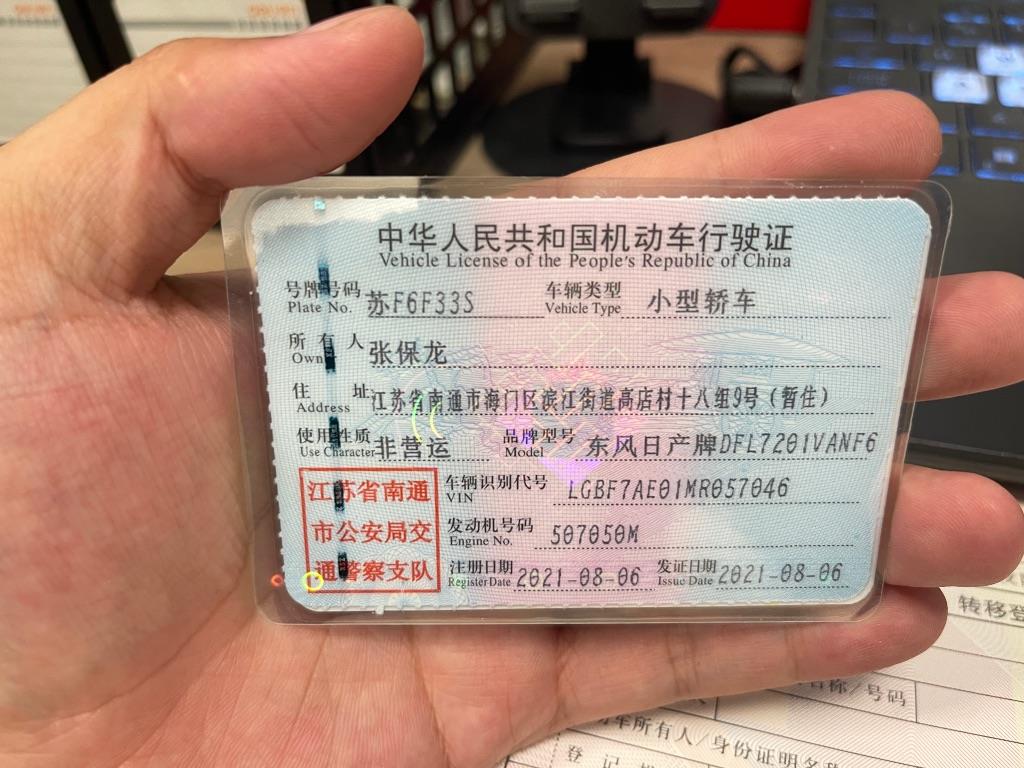 中华人民共和国机动车行驶证
Vehicle License of the People's Republic of China
号牌号码 苏F6F33S 车辆类型 小型轿车
Plate No. Vehicle Type
所有人 张保龙
Owner
住址 江苏省南通市海门区滨江街道高店村十八组9号（暂住）
Address
使用性质 非营运 品牌型号 东风日产牌DFL7201VANF6
Use Character Model
江苏省南通
市公安局交
通警察支队
车辆识别代号 LGBF7AE01MR057046
VIN
发动机号码 507050M
Engine No.
注册日期 2021-08-06 发证日期 2021-08-06
Register Date Issue Date
转移登
名称/号码
车所有人/身份证明名称
登记